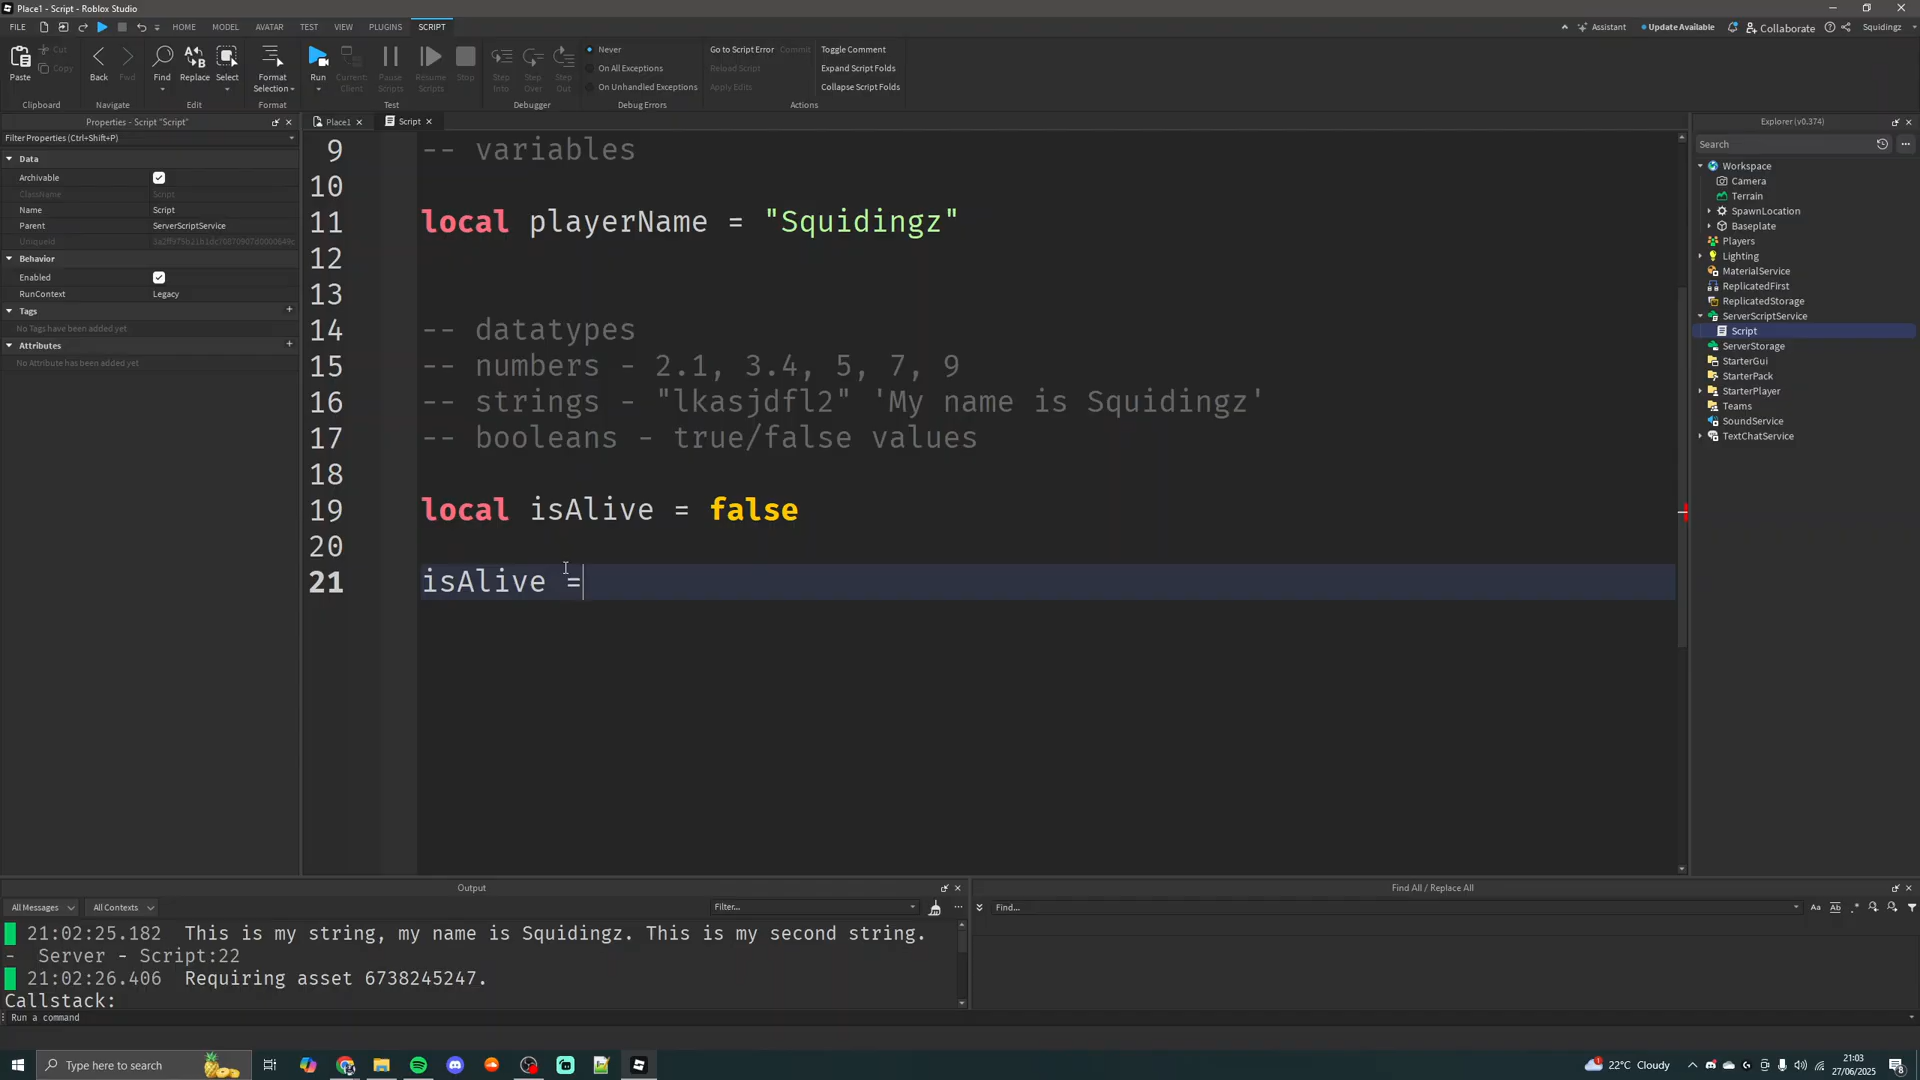 Place1 - Script - Roblox Studio
FILE HOME MODEL AVATAR TEST VIEW PLUGINS SCRIPT Assistant Update Available Collaborate Squidingz
Paste Cut Copy Back Fwd Find Replace Select Format Selection Run Current: Client Pause Scripts Resume Scripts Stop Step Into Step Over Step Out
Never
On All Exceptions
On Unhandled Exceptions
Go to Script Error Commit
Reload Script
Apply Edits
Toggle Comment
Expand Script Folds
Collapse Script Folds
Clipboard Navigate Edit Format Test Debugger Debug Errors Actions
Properties - Script "Script"
Filter Properties (Ctrl+Shift+P)
Data
Archivable
ClassName Script
Name Script
Parent ServerScriptService
UniqueId
Behavior
Enabled
RunContext Legacy
Tags
No Tags have been added yet
Attributes
No Attribute has been added yet
Place1 Script
9 -- variables
10
11 local playerName = "Squidingz"
12
13
14 -- datatypes
15 -- numbers - 2.1, 3.4, 5, 7, 9
16 -- strings - "lkasjdfl2" 'My name is Squidingz'
17 -- booleans - true/false values
18
19 local isAlive = false
20
21 isAlive =
Explorer (v0.374)
Search
Workspace
Camera
Terrain
SpawnLocation
Baseplate
Players
Lighting
MaterialService
ReplicatedFirst
ReplicatedStorage
ServerScriptService
Script
ServerStorage
StarterGui
StarterPack
StarterPlayer
Teams
SoundService
TextChatService
Output
All Messages All Contexts Filter...
21:02:25.182 This is my string, my name is Squidingz. This is my second string.
- Server - Script:22
21:02:26.406 Requiring asset 6738245247.
Callstack:
Find All / Replace All
Find... Aa Ab .*
Run a command
Type here to search
1 22°C Cloudy
21:03
27/06/2025
8